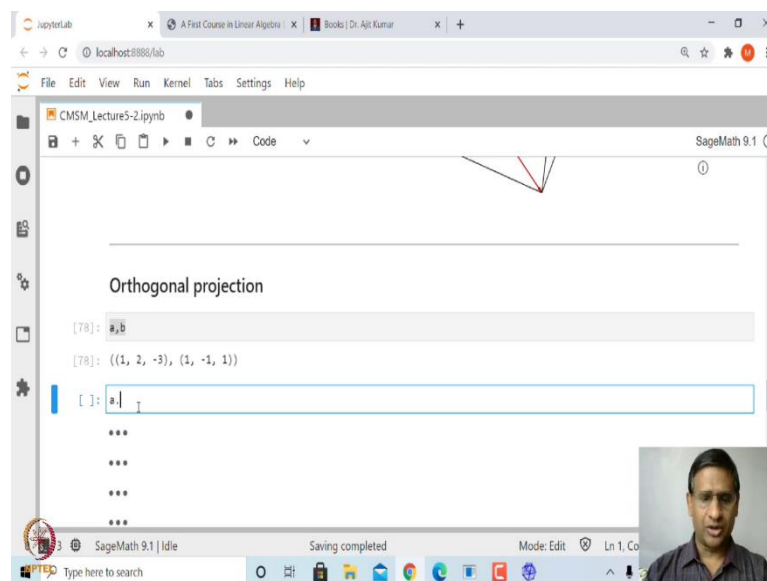 JupyterLab
A First Course in Linear Algebra
Books | Dr. Ajit Kumar
localhost:8888/lab
M
File Edit View Run Kernel Tabs Settings Help
CMSM_Lecture5-2.ipynb
Code
SageMath 9.1
Orthogonal projection
[78]: a,b
[78]: ((1, 2, -3), (1, -1, 1))
[ ]: a.
3 SageMath 9.1 | Idle Saving completed Mode: Edit Ln 1, Co
NPTEL
Type here to search